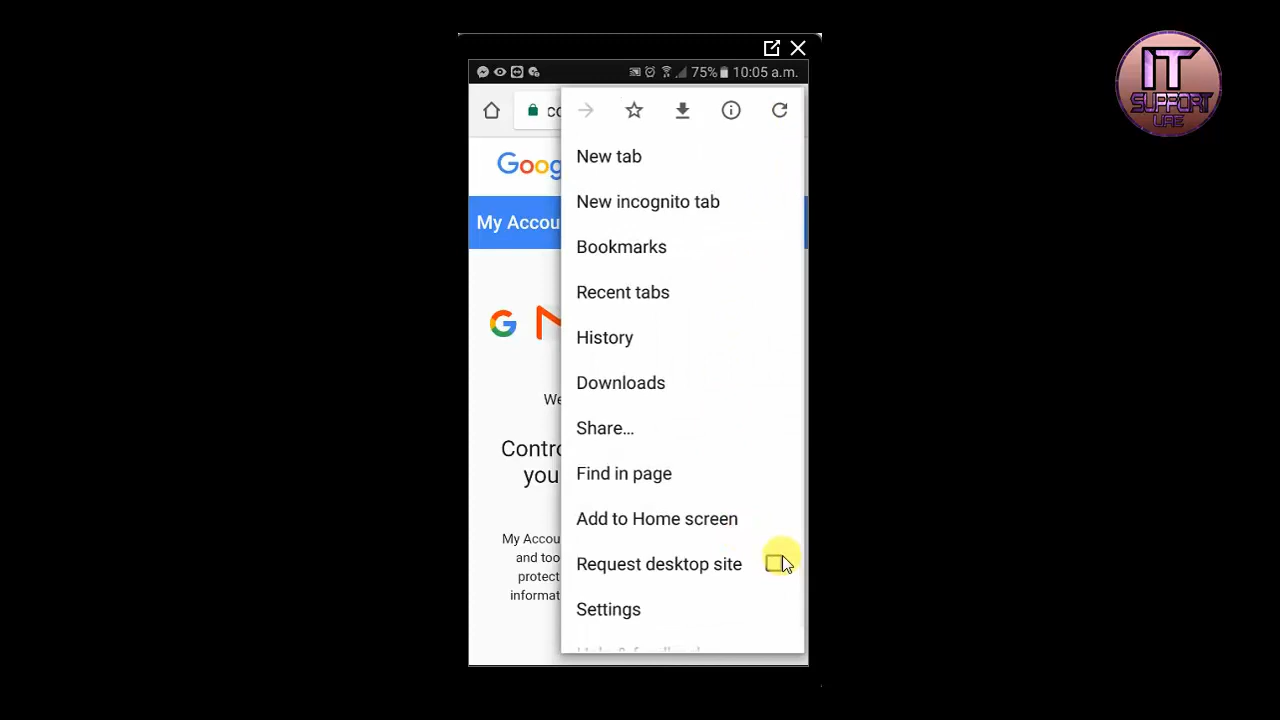 IT
SUPPORT
UAE
75% 10:05 a.m.
Goog
My Accou
New tab
New incognito tab
Bookmarks
Recent tabs
History
Downloads
Share...
Find in page
Add to Home screen
Request desktop site
Settings
We
Contro
you
My Accou
and too
protect
informat